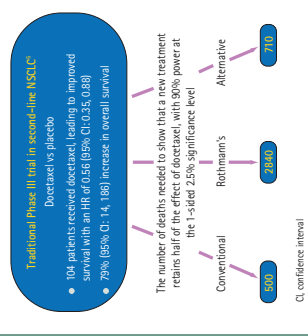 Traditional Phase III trial in second-line NSCLC⁶
Docetaxel vs placebo
● 104 patients received docetaxel, leading to improved
survival with an HR of 0.56 (95% CI: 0.35, 0.88)
● 79% (95% CI: 14, 186) increase in overall survival
The number of deaths needed to show that a new treatment
retains half of the effect of docetaxel, with 90% power at
the 1-sided 2.5% significance level
Conventional Rothmann's Alternative
500 2840 710
CI, confidence interval